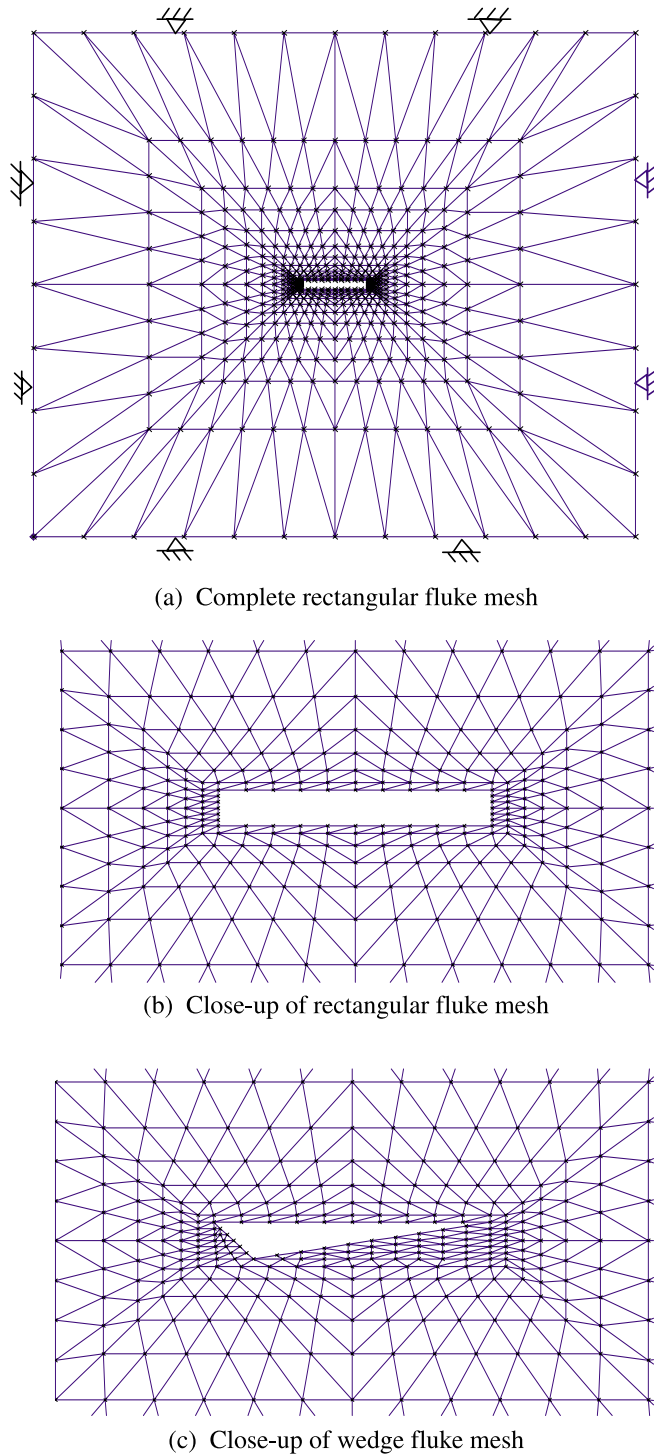 (a) Complete rectangular fluke mesh
(b) Close-up of rectangular fluke mesh
(c) Close-up of wedge fluke mesh